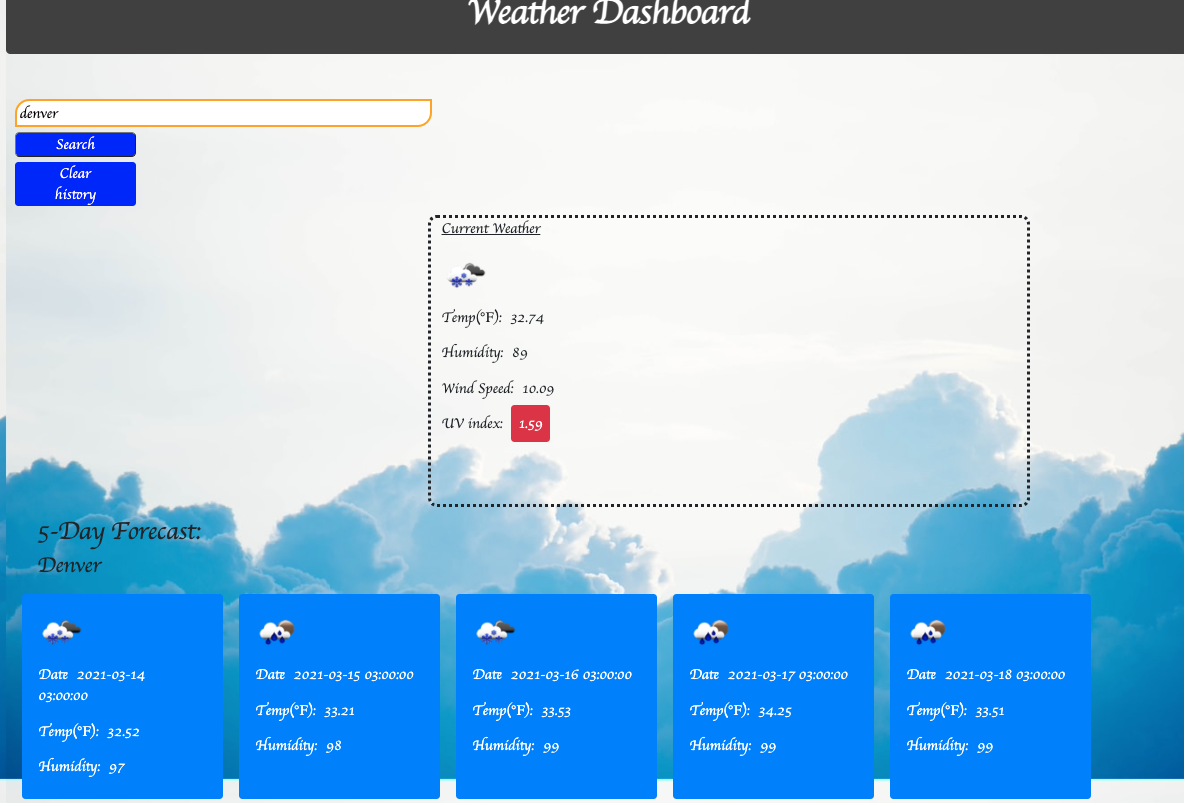 Weather Dashboard
denver
Search
Clear
history
Current Weather
Temp(°F): 32.74
Humidity: 89
Wind Speed: 10.09
UV index: 1.59
5-Day Forecast:
Denver
Date 2021-03-14
03:00:00
Temp(°F): 32.52
Humidity: 97
Date 2021-03-15 03:00:00
Temp(°F): 33.21
Humidity: 98
Date 2021-03-16 03:00:00
Temp(°F): 33.53
Humidity: 99
Date 2021-03-17 03:00:00
Temp(°F): 34.25
Humidity: 99
Date 2021-03-18 03:00:00
Temp(°F): 33.51
Humidity: 99